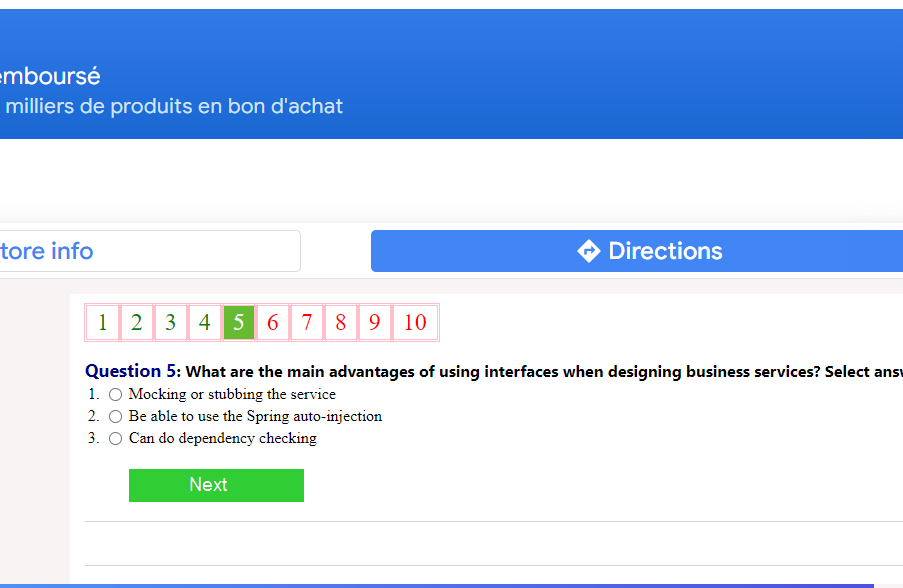 emboursé
milliers de produits en bon d'achat
tore info
Directions
1 2 3 4 5 6 7 8 9 10
Question 5: What are the main advantages of using interfaces when designing business services? Select answ
1. Mocking or stubbing the service
2. Be able to use the Spring auto-injection
3. Can do dependency checking
Next